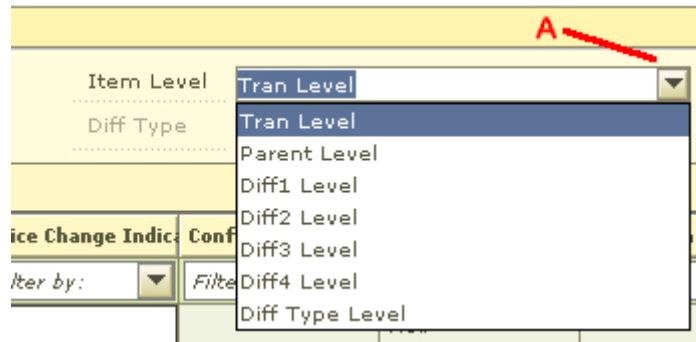 A
Item Level Tran Level
Diff Type Tran Level
Parent Level
Diff1 Level
Diff2 Level
ice Change Indica Conf
Diff3 Level
lter by: Filte Diff4 Level
Diff Type Level